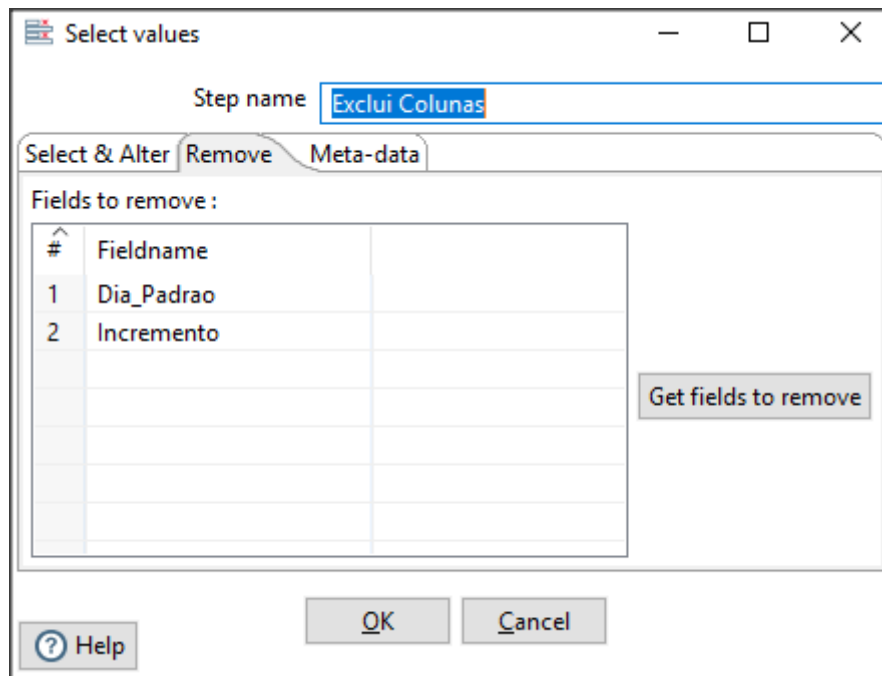 Select values
Step name Exclui Colunas
Select & Alter Remove Meta-data
Fields to remove :
# Fieldname
1 Dia_Padrao
2 Incremento
Get fields to remove
OK Cancel
Help